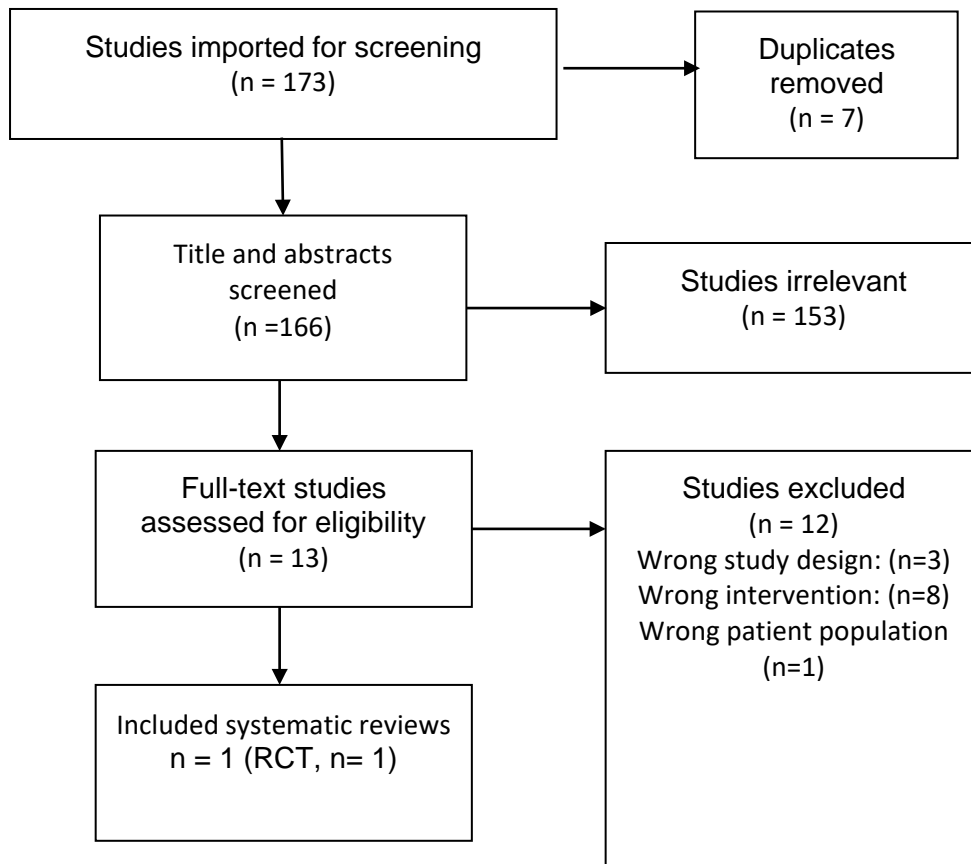 Studies imported for screening
(n = 173)
Duplicates
removed
(n = 7)
Title and abstracts
screened
(n =166)
Studies irrelevant
(n = 153)
Full-text studies
assessed for eligibility
(n = 13)
Studies excluded
(n = 12)
Wrong study design: (n=3)
Wrong intervention: (n=8)
Wrong patient population
(n=1)
Included systematic reviews
n = 1 (RCT, n= 1)